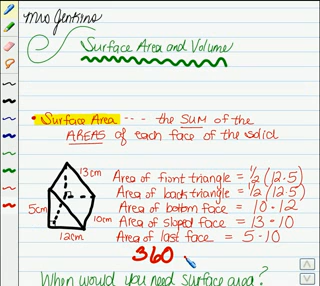 Mrs Jenkins
Surface Area and Volume
• Surface Area --- the SUM of the
AREAS of each face of the solid
13cm
5cm
10cm
12cm
Area of front triangle = 1/2 (12·5)
Area of back triangle = 1/2 (12·5)
Area of bottom face = 10·12
Area of sloped face = 13·10
Area of last face = 5·10
360
When would you need surface area?